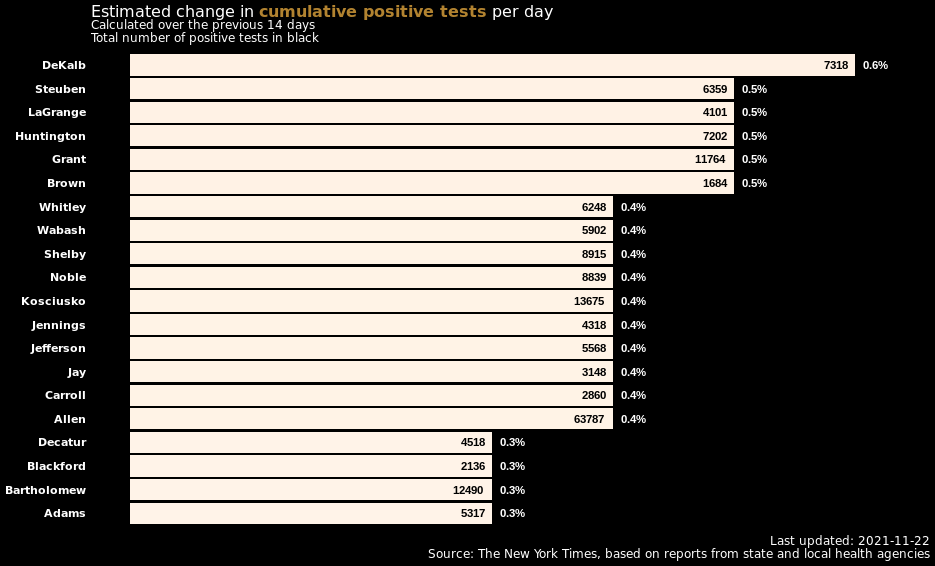 Estimated change in cumulative positive tests per day
Calculated over the previous 14 days
Total number of positive tests in black
DeKalb 7318 0.6%
Steuben 6359 0.5%
LaGrange 4101 0.5%
Huntington 7202 0.5%
Grant 11764 0.5%
Brown 1684 0.5%
Whitley 6248 0.4%
Wabash 5902 0.4%
Shelby 8915 0.4%
Noble 8839 0.4%
Kosciusko 13675 0.4%
Jennings 4318 0.4%
Jefferson 5568 0.4%
Jay 3148 0.4%
Carroll 2860 0.4%
Allen 63787 0.4%
Decatur 4518 0.3%
Blackford 2136 0.3%
Bartholomew 12490 0.3%
Adams 5317 0.3%
Last updated: 2021-11-22
Source: The New York Times, based on reports from state and local health agencies